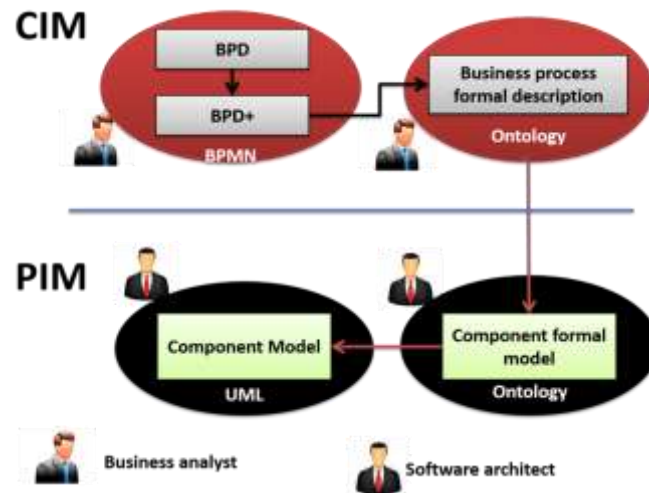 CIM
BPD
BPD+
BPMN
Business process
formal description
Ontology
PIM
Component Model
UML
Component formal
model
Ontology
Business analyst
Software architect